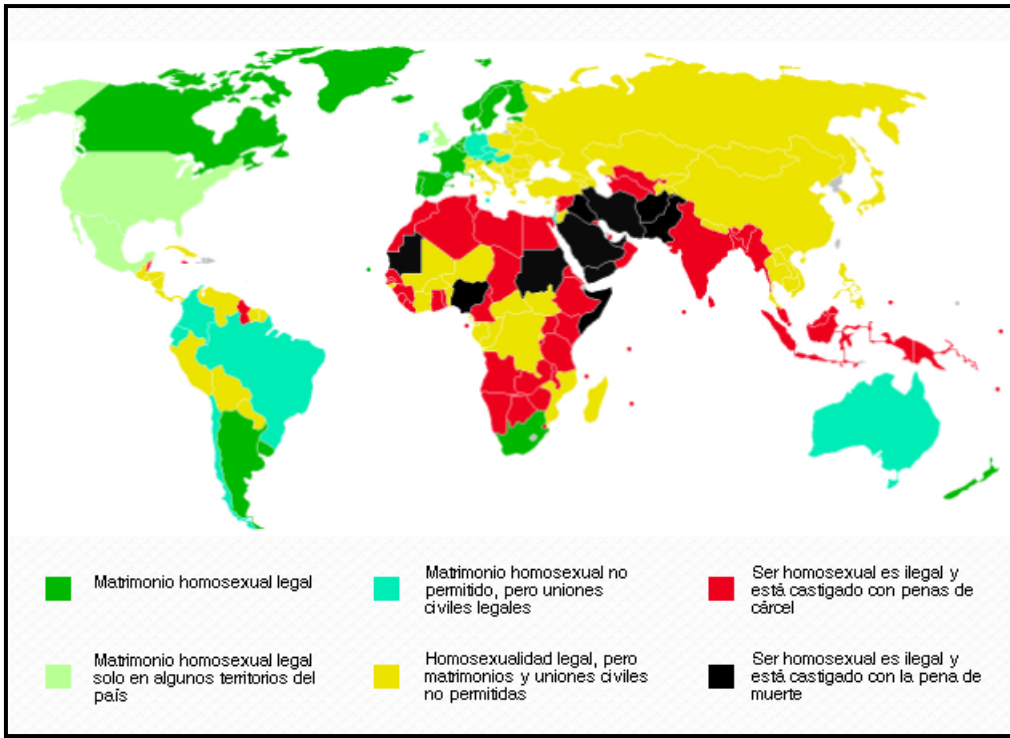 Matrimonio homosexual legal
Matrimonio homosexual no
permitido, pero uniones
civiles legales
Ser homosexual es ilegal y
está castigado con penas de
cárcel
Matrimonio homosexual legal
solo en algunos territorios del
país
Homosexualidad legal, pero
matrimonios y uniones civiles
no permitidas
Ser homosexual es ilegal y
está castigado con la pena de
muerte